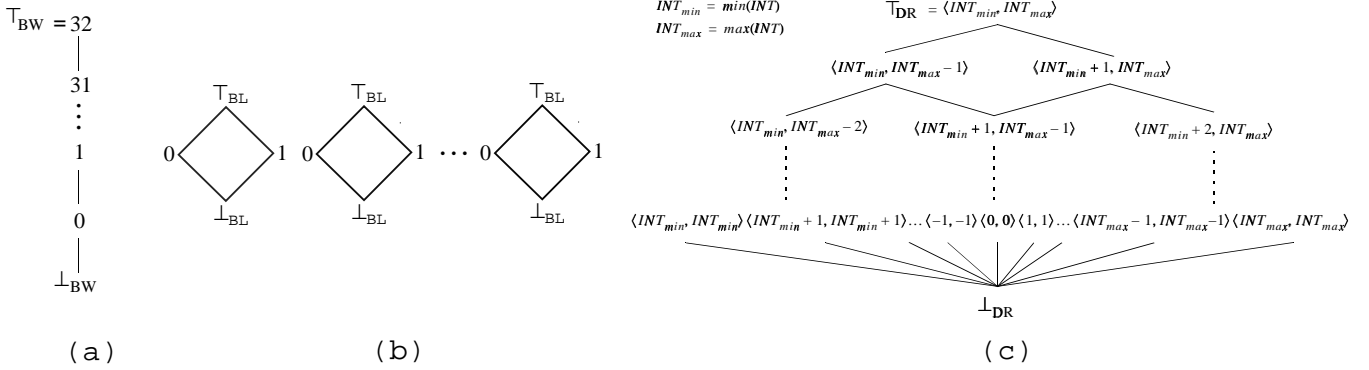 ⊤BW = 32
31
⋮
1
0
⊥BW
(a)
⊤BL ⊤BL ⊤BL
0 1 0 1 ··· 0 1
⊥BL ⊥BL ⊥BL
(b)
INTmin = min(INT)
INTmax = max(INT)
⊤DR = ⟨INTmin, INTmax⟩
⟨INTmin, INTmax – 1⟩ ⟨INTmin + 1, INTmax⟩
⟨INTmin, INTmax – 2⟩ ⟨INTmin + 1, INTmax – 1⟩ ⟨INTmin + 2, INTmax⟩
⟨INTmin, INTmin⟩ ⟨INTmin + 1, INTmin + 1⟩ … ⟨–1, –1⟩ ⟨0, 0⟩ ⟨1, 1⟩ … ⟨INTmax – 1, INTmax–1⟩ ⟨INTmax, INTmax⟩
⊥DR
(c)